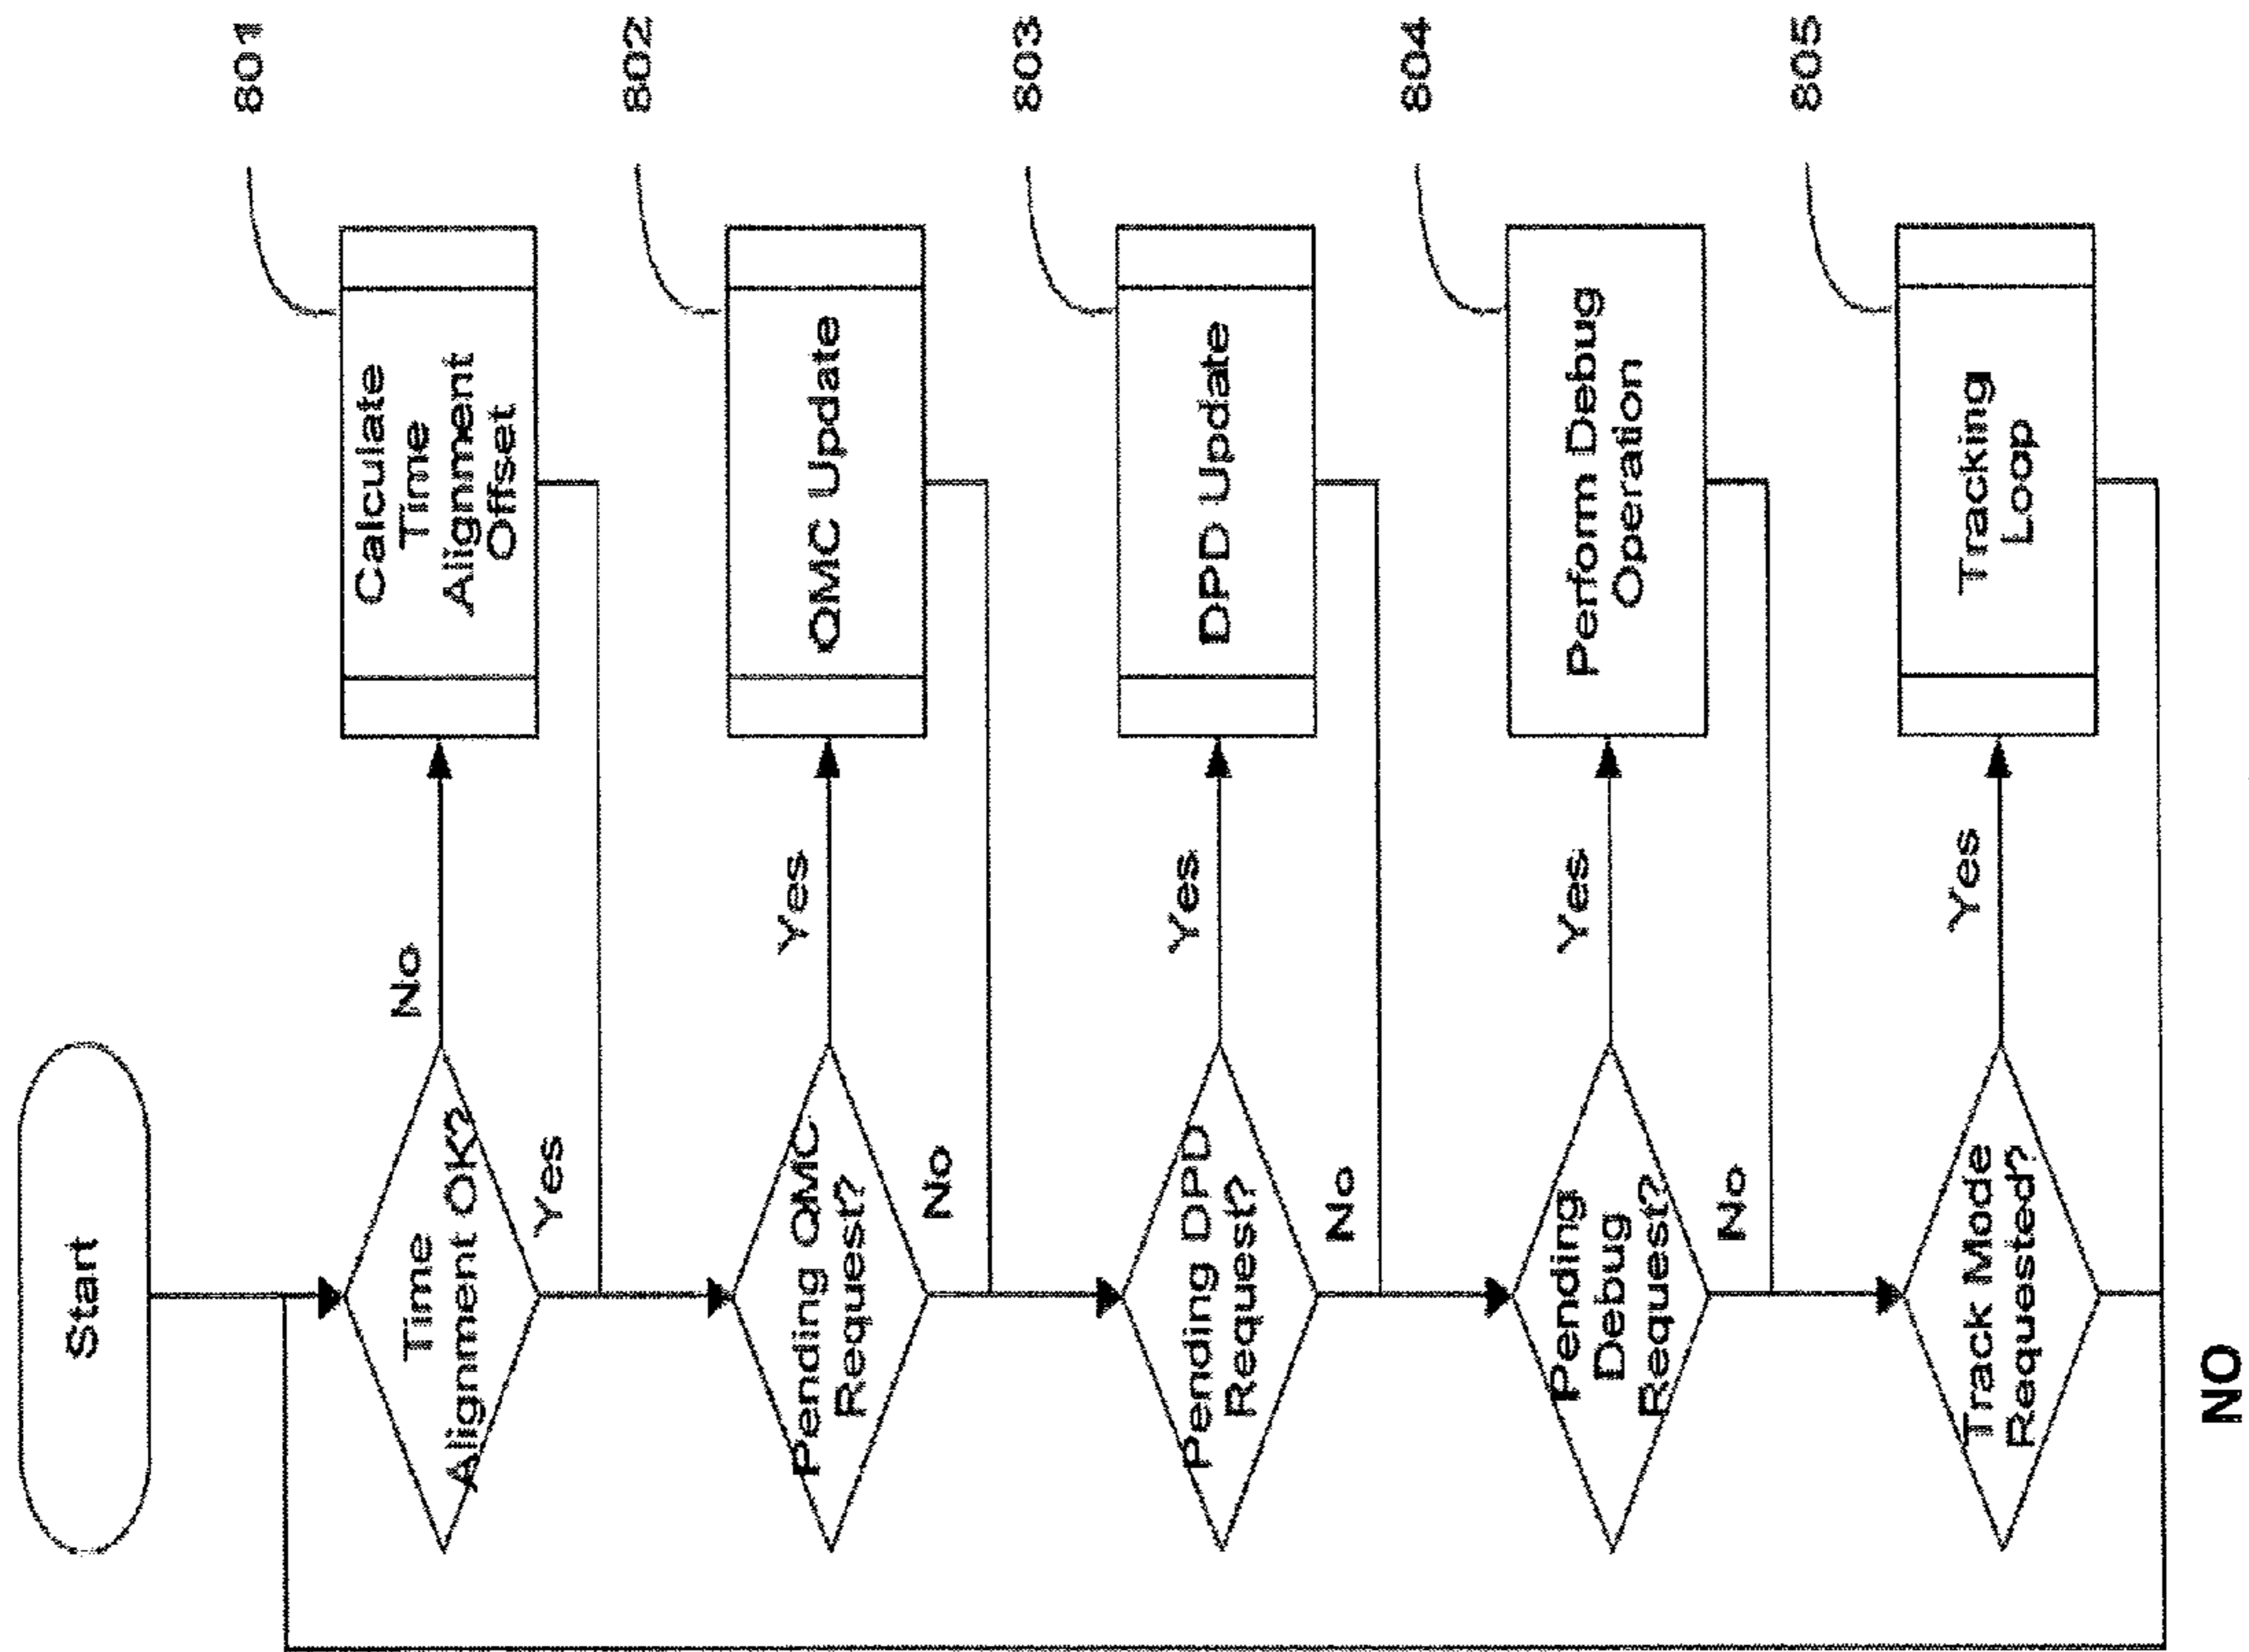 Start
Time
Alignment OK?
No
Yes
Calculate
Time
Alignment
Offset
801
Pending QMC
Request?
Yes
No
QMC Update
802
Pending DPD
Request?
Yes
No
DPD Update
803
Pending
Debug
Request?
Yes
No
Perform Debug
Operation
804
Track Mode
Requested?
Yes
NO
Tracking
Loop
805